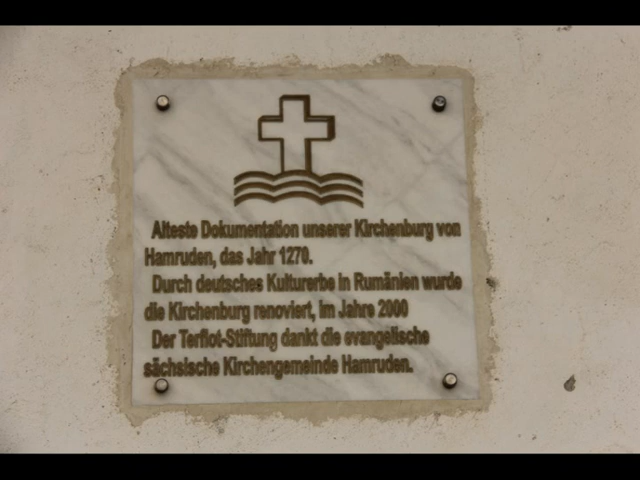 Älteste Dokumentation unserer Kirchenburg von
Hamruden, das Jahr 1270.
Durch deutsches Kulturerbe in Rumänien wurde
die Kirchenburg renoviert, im Jahre 2000
Der Terfiot-Stiftung dankt die evangelische
sächsische Kirchengemeinde Hamruden.